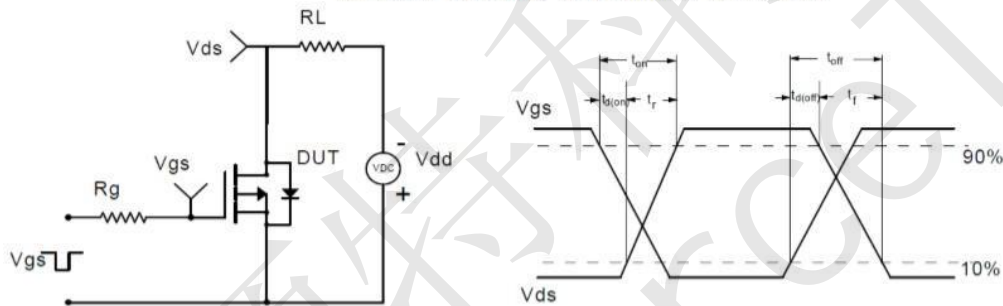 RL
Vds
DUT
-
Vdd
VDC
+
Vgs
Rg
Vgs
ton
toff
td(on)
tr
td(off)
tf
Vgs
90%
10%
Vds